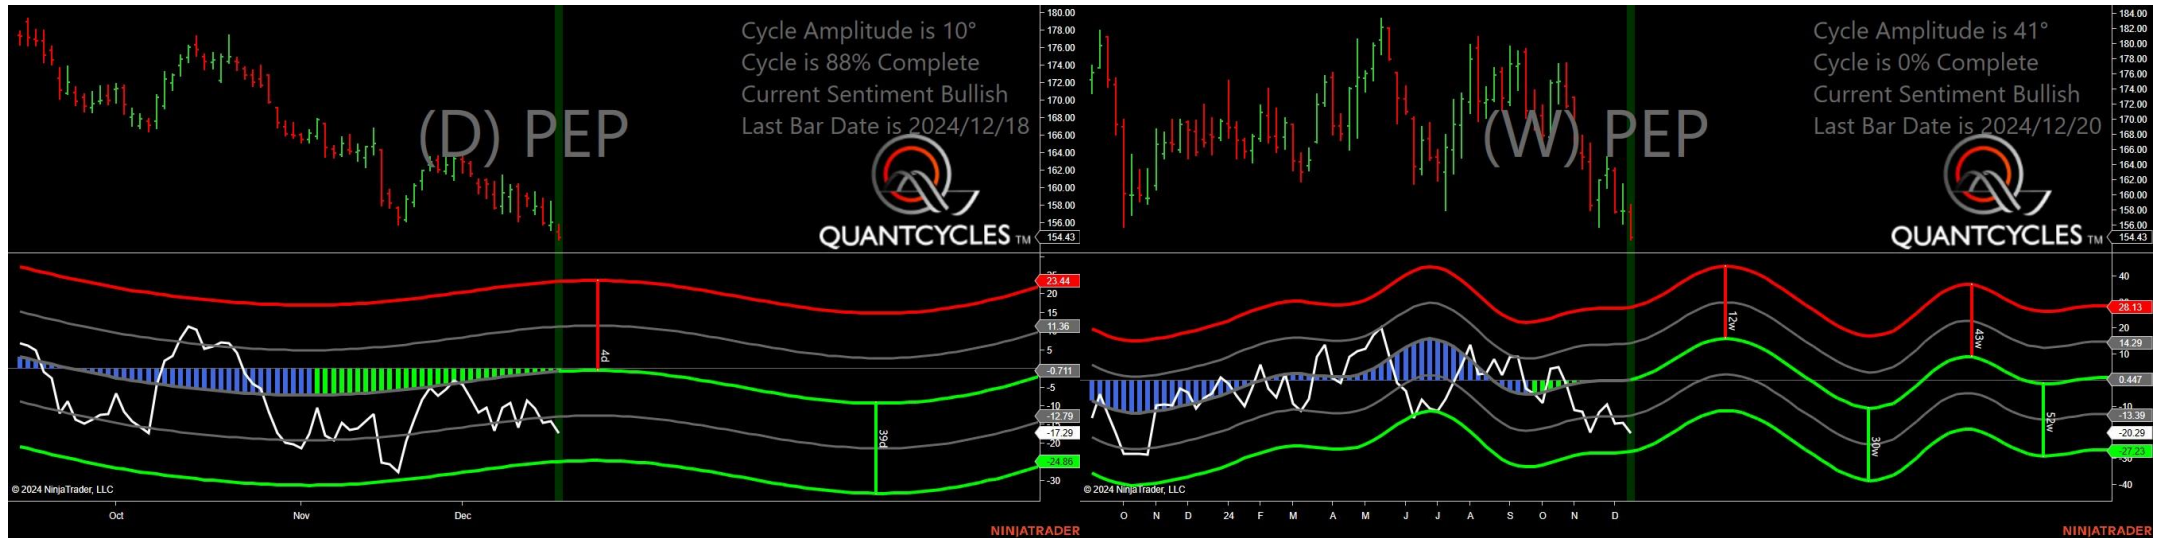 180.00
178.00
176.00
174.00
172.00
170.00
168.00
166.00
164.00
162.00
160.00
158.00
156.00
154.43
Cycle Amplitude is 10°
Cycle is 88% Complete
Current Sentiment Bullish
Last Bar Date is 2024/12/18
(D) PEP
QUANTCYCLES TM
23.44
20
15
11.36
5
-0.711
-5
-10
-12.79
-17.29
-24.86
-30
4d
39d
© 2024 NinjaTrader, LLC
Oct
Nov
Dec
NINJATRADER
184.00
182.00
180.00
178.00
176.00
174.00
172.00
170.00
168.00
166.00
164.00
162.00
160.00
158.00
156.00
154.43
Cycle Amplitude is 41°
Cycle is 0% Complete
Current Sentiment Bullish
Last Bar Date is 2024/12/20
(W) PEP
QUANTCYCLES TM
40
28.13
20
14.29
10
0.447
-10
-13.39
-20.29
-27.23
-40
12w
30w
43w
52w
© 2024 NinjaTrader, LLC
O N D 24 F M A M J J A S O N D
NINJATRADER